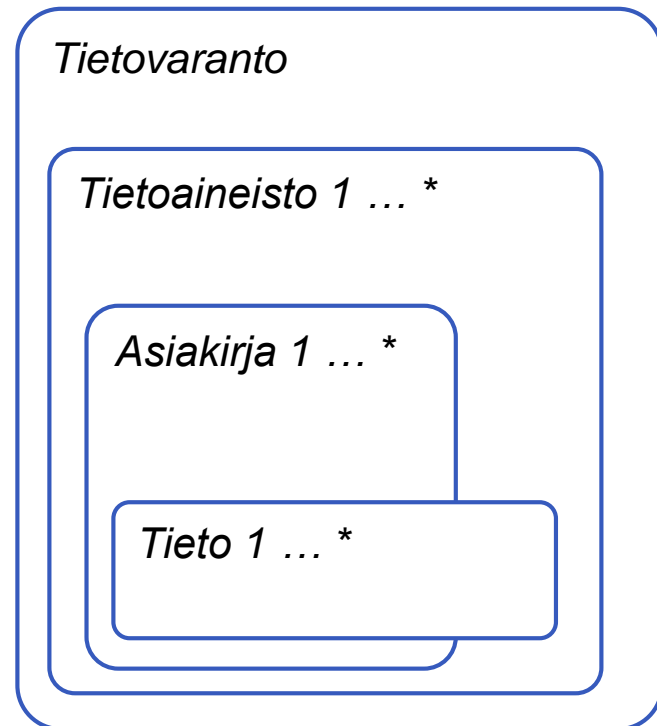 Tietovaranto
Tietoaineisto 1 … *
Asiakirja 1 … *
Tieto 1 … *